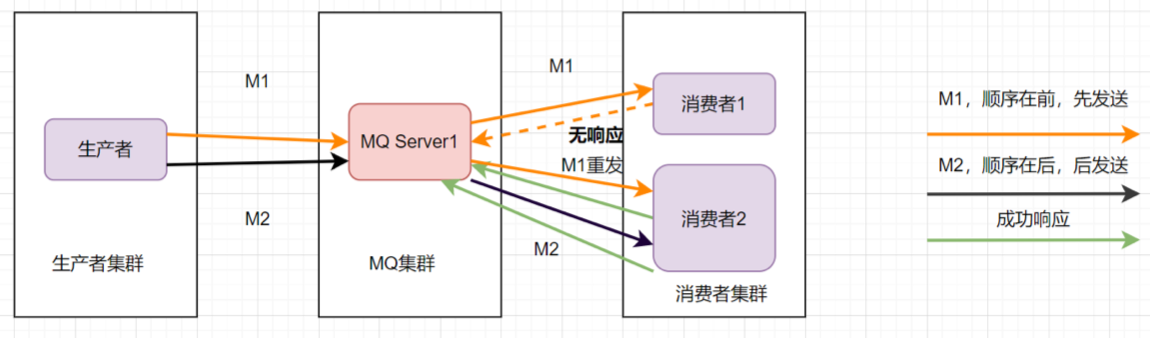 M1
M1
生产者
MQ Server1
消费者1
无响应
M1重发
消费者2
M2
M2
生产者集群
MQ集群
消费者集群
M1，顺序在前，先发送
M2，顺序在后，后发送
成功响应